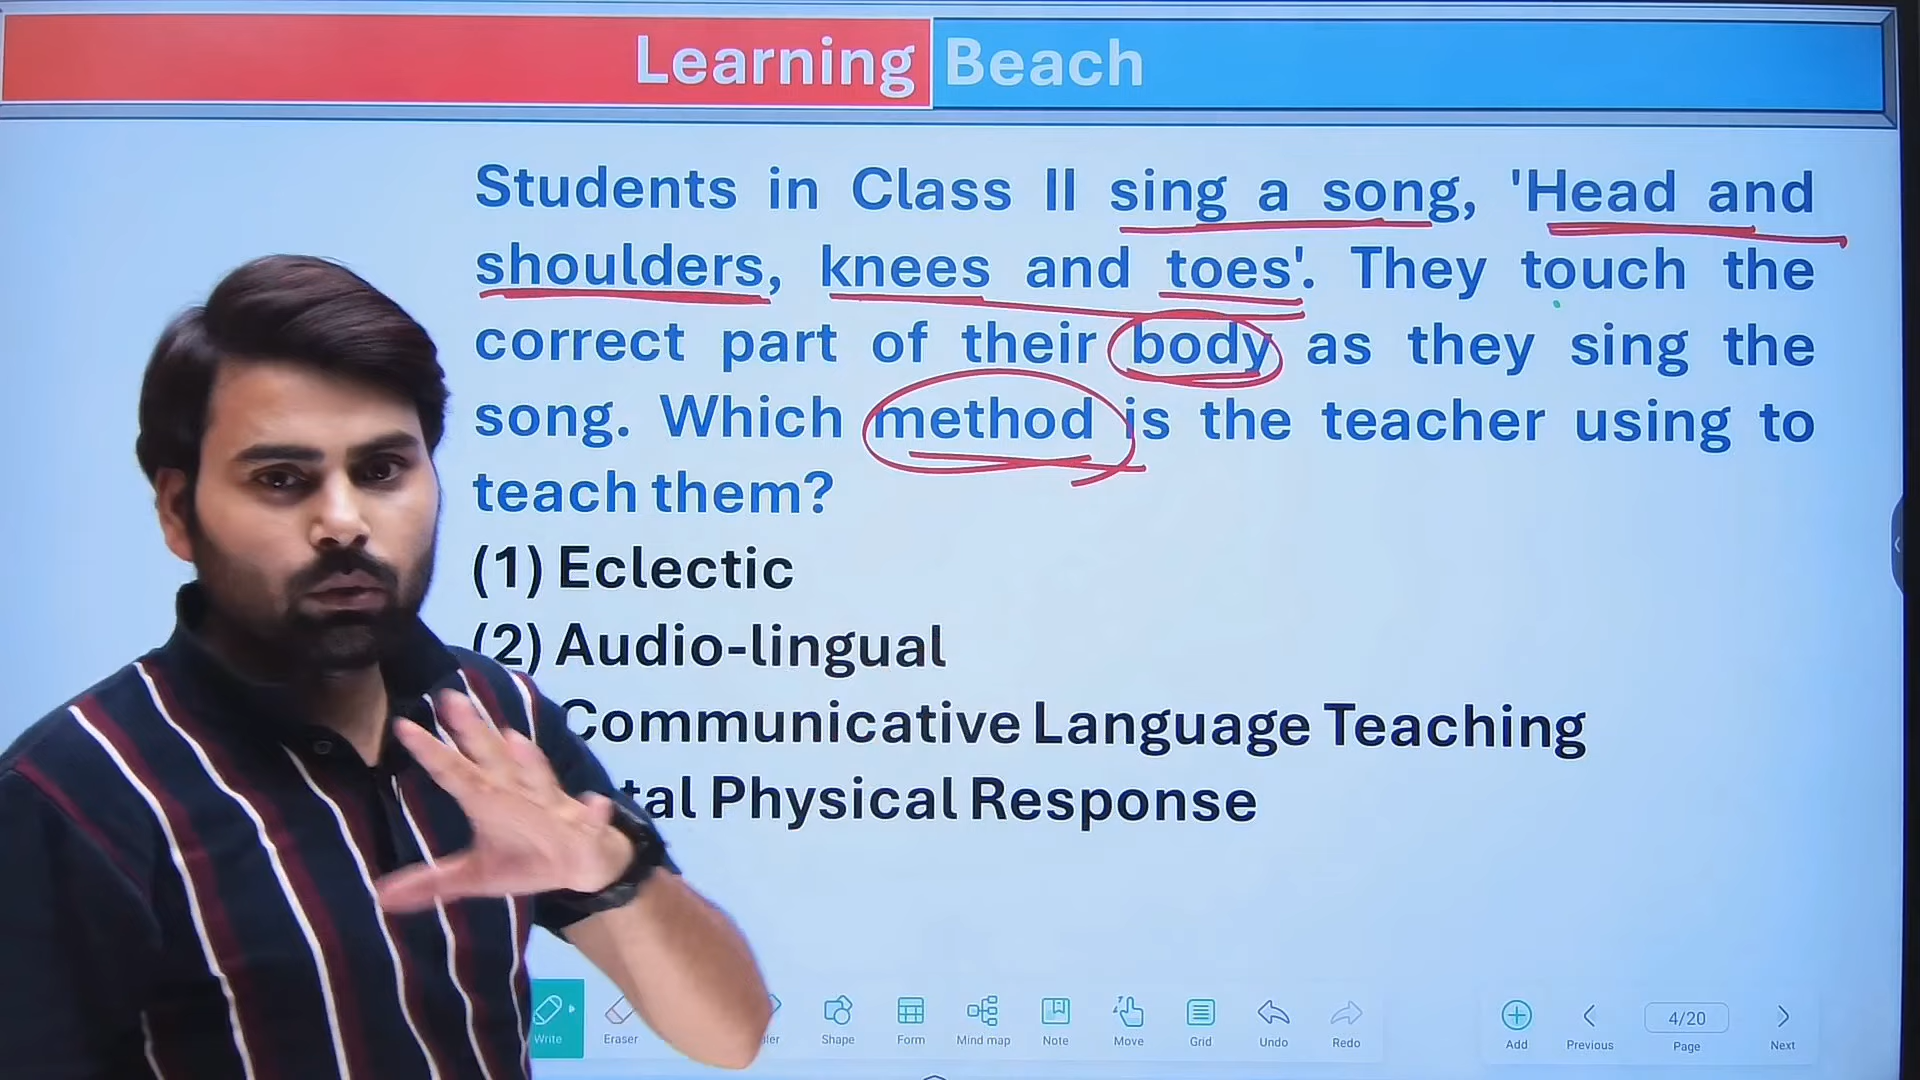 Learning Beach
Students in Class II sing a song, 'Head and
shoulders, knees and toes'. They touch the
correct part of their body as they sing the
song. Which method is the teacher using to
teach them?
(1) Eclectic
(2) Audio-lingual
Communicative Language Teaching
Physical Response
Write
Eraser
Shape
Form
Mind map
Note
Move
Grid
Undo
Redo
Add
Previous
4/20
Page
Next